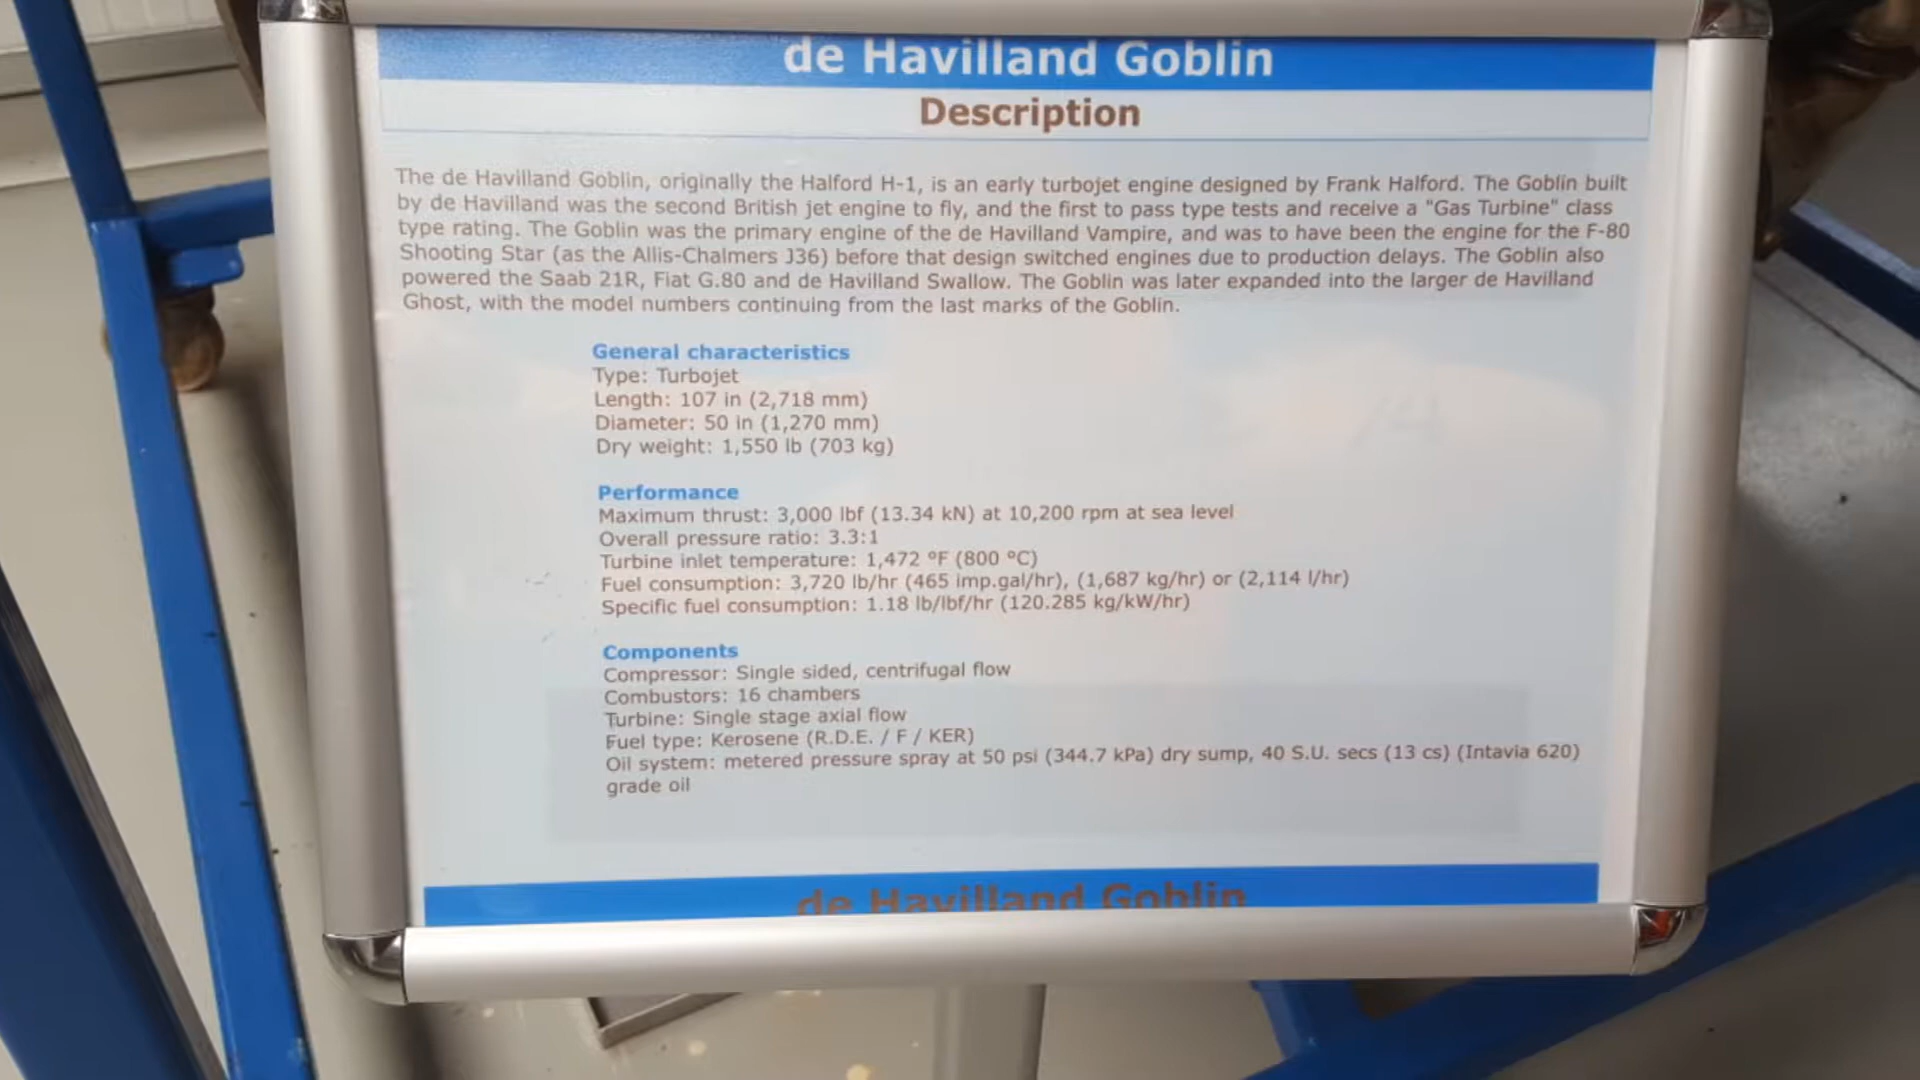 de Havilland Goblin
Description
The de Havilland Goblin, originally the Halford H-1, is an early turbojet engine designed by Frank Halford. The Goblin built
by de Havilland was the second British jet engine to fly, and the first to pass type tests and receive a "Gas Turbine" class
type rating. The Goblin was the primary engine of the de Havilland Vampire, and was to have been the engine for the F-80
Shooting Star (as the Allis-Chalmers J36) before that design switched engines due to production delays. The Goblin also
powered the Saab 21R, Fiat G.80 and de Havilland Swallow. The Goblin was later expanded into the larger de Havilland
Ghost, with the model numbers continuing from the last marks of the Goblin.
General characteristics
Type: Turbojet
Length: 107 in (2,718 mm)
Diameter: 50 in (1,270 mm)
Dry weight: 1,550 lb (703 kg)
Performance
Maximum thrust: 3,000 lbf (13.34 kN) at 10,200 rpm at sea level
Overall pressure ratio: 3.3:1
Turbine inlet temperature: 1,472 °F (800 °C)
Fuel consumption: 3,720 lb/hr (465 imp.gal/hr), (1,687 kg/hr) or (2,114 l/hr)
Specific fuel consumption: 1.18 lb/lbf/hr (120.285 kg/kW/hr)
Components
Compressor: Single sided, centrifugal flow
Combustors: 16 chambers
Turbine: Single stage axial flow
Fuel type: Kerosene (R.D.E. / F / KER)
Oil system: metered pressure spray at 50 psi (344.7 kPa) dry sump, 40 S.U. secs (13 cs) (Intavia 620)
grade oil
de Havilland Goblin